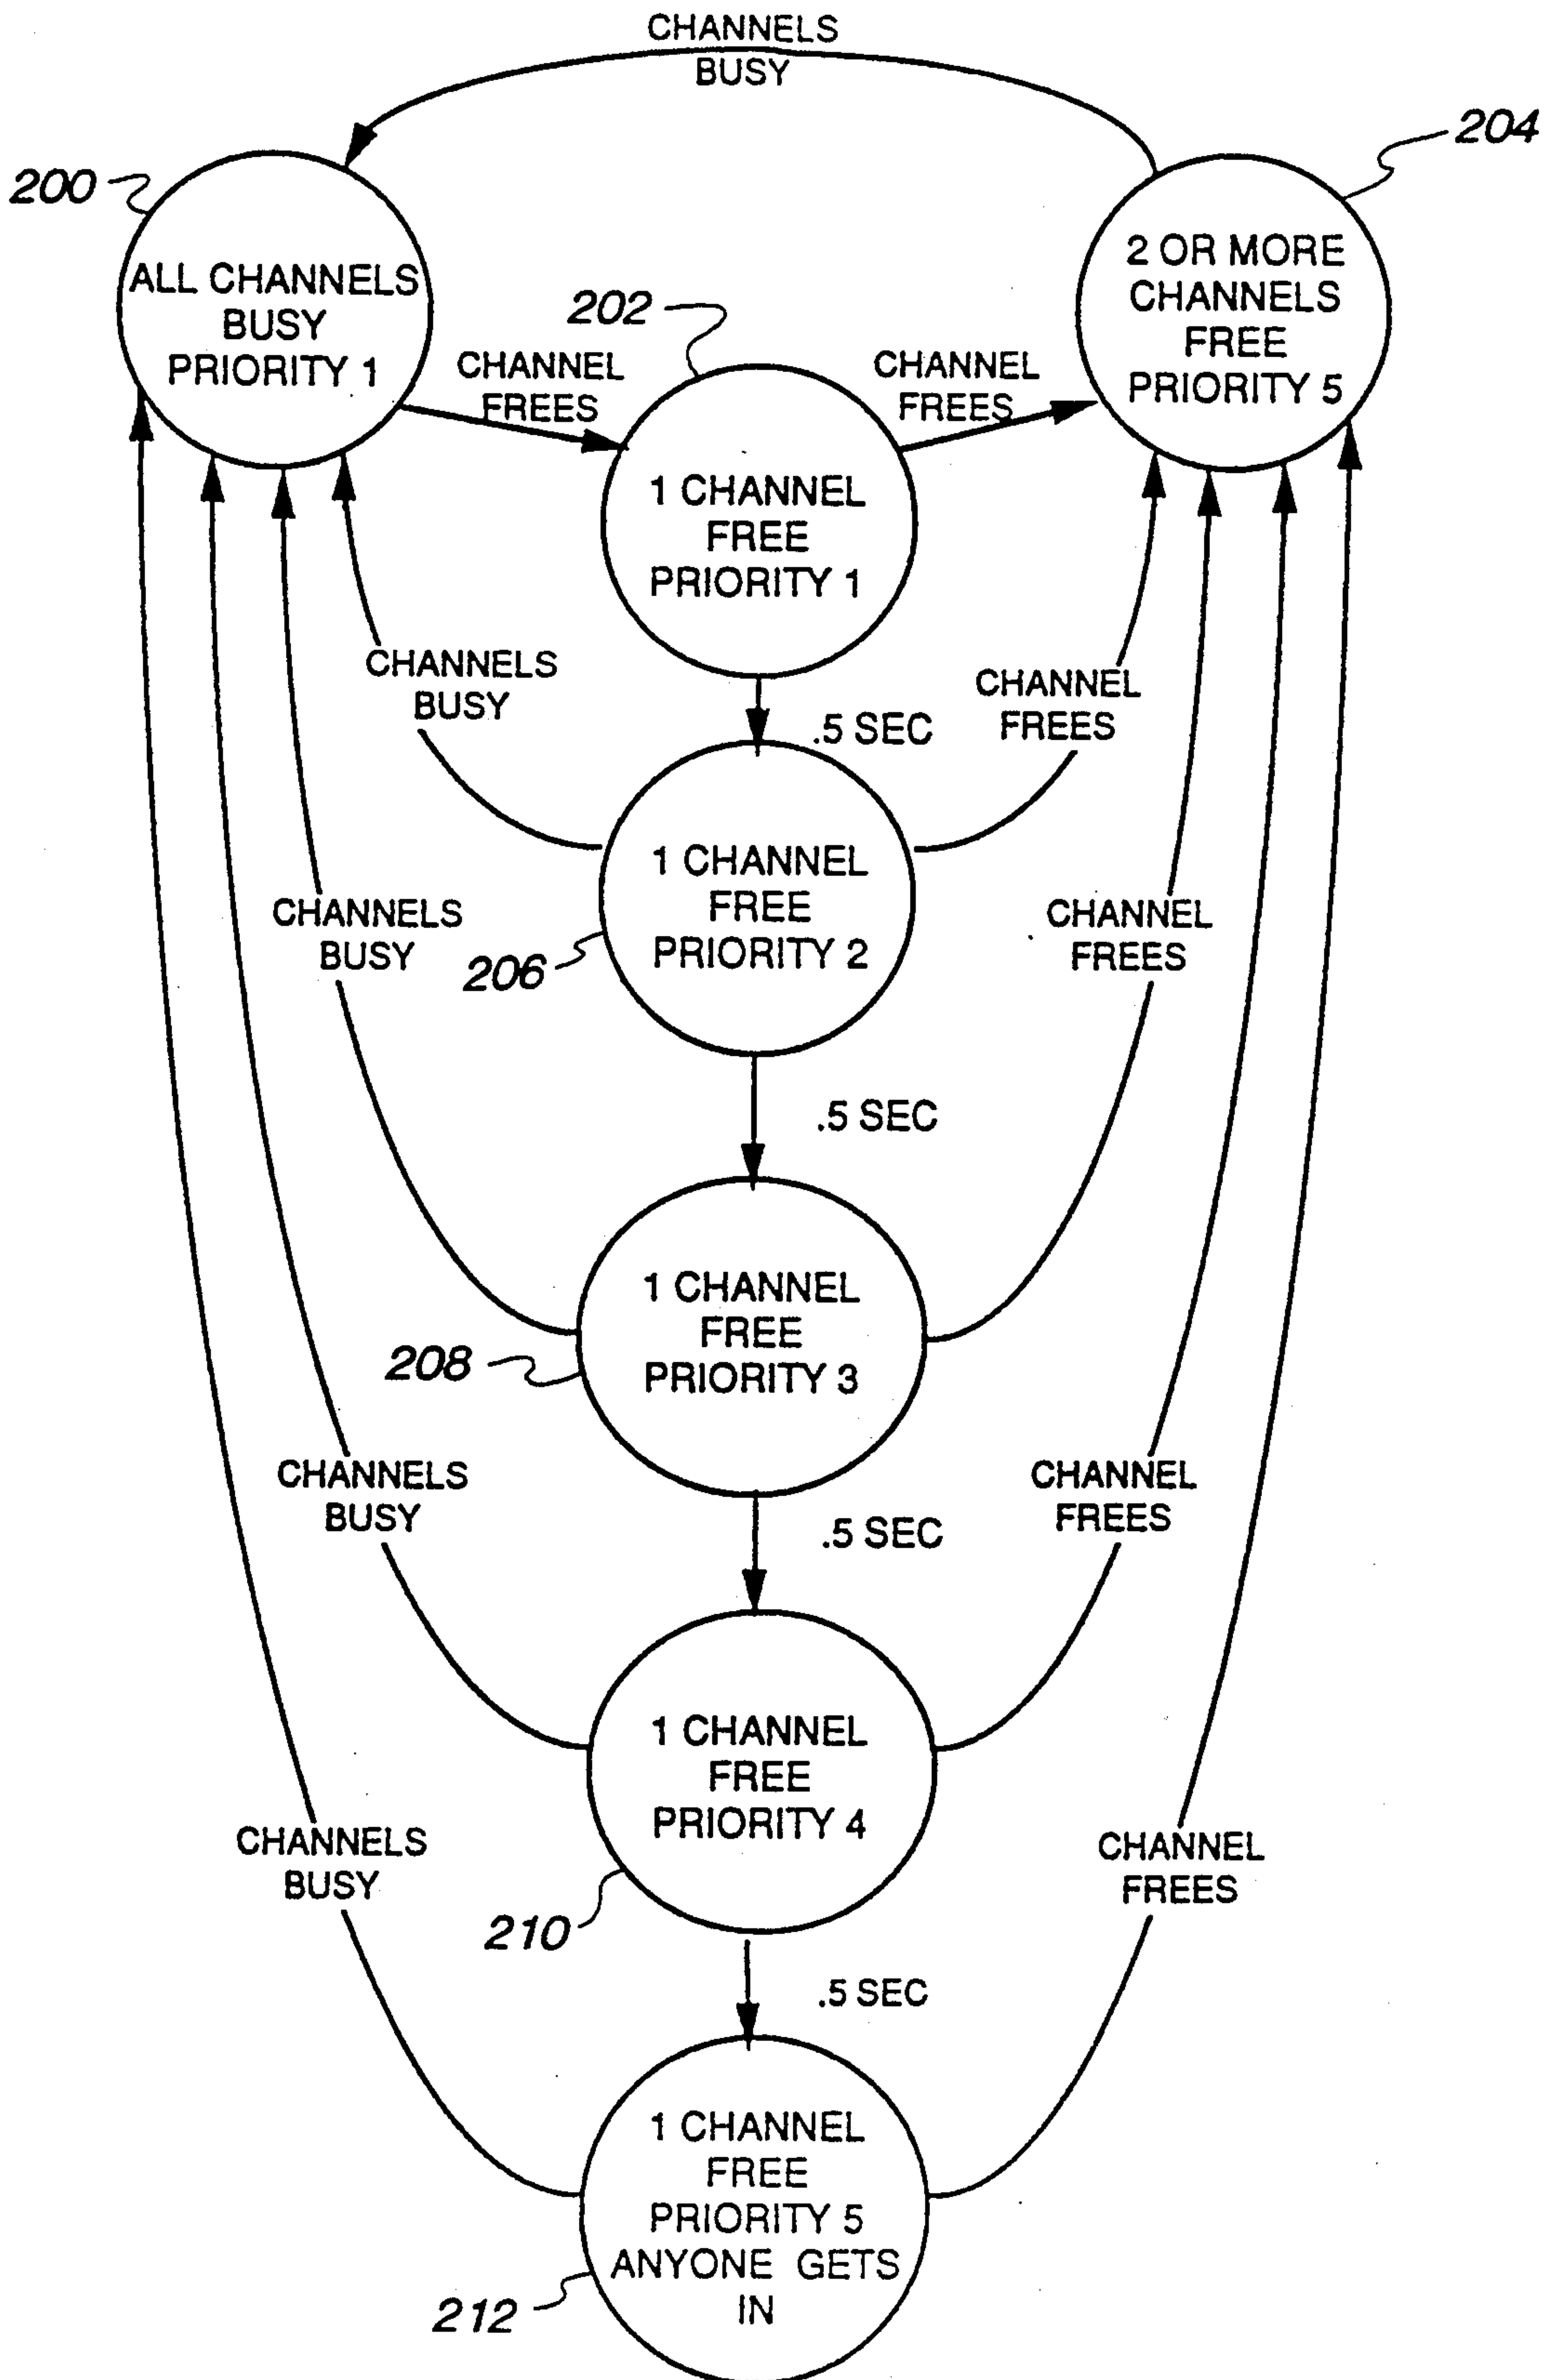 CHANNELS
BUSY
204
200
2 OR MORE
CHANNELS
FREE
PRIORITY 5
ALL CHANNELS
BUSY
PRIORITY 1
202
CHANNEL
FREES
CHANNEL
FREES
1 CHANNEL
FREE
PRIORITY 1
CHANNELS
BUSY
CHANNEL
FREES
.5 SEC
1 CHANNEL
FREE
PRIORITY 2
206
CHANNELS
BUSY
CHANNEL
FREES
.5 SEC
1 CHANNEL
FREE
PRIORITY 3
208
CHANNELS
BUSY
CHANNEL
FREES
.5 SEC
1 CHANNEL
FREE
PRIORITY 4
210
CHANNELS
BUSY
CHANNEL
FREES
.5 SEC
1 CHANNEL
FREE
PRIORITY 5
ANYONE GETS
IN
212